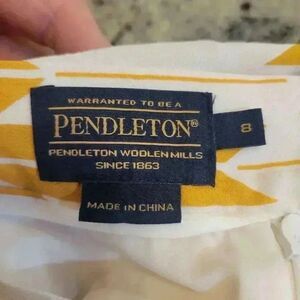 WARRANTED TO BE A
PENDLETON®
PENDLETON WOOLEN MILLS
SINCE 1863
8
MADE IN CHINA